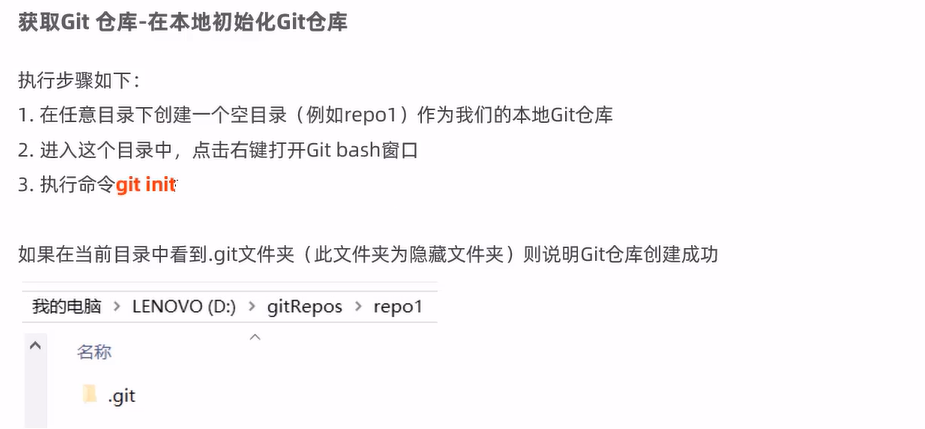 获取Git 仓库-在本地初始化Git仓库
执行步骤如下：
1. 在任意目录下创建一个空目录（例如repo1）作为我们的本地Git仓库
2. 进入这个目录中，点击右键打开Git bash窗口
3. 执行命令git init
如果在当前目录中看到.git文件夹（此文件夹为隐藏文件夹）则说明Git仓库创建成功
我的电脑 > LENOVO (D:) > gitRepos > repo1
名称
.git